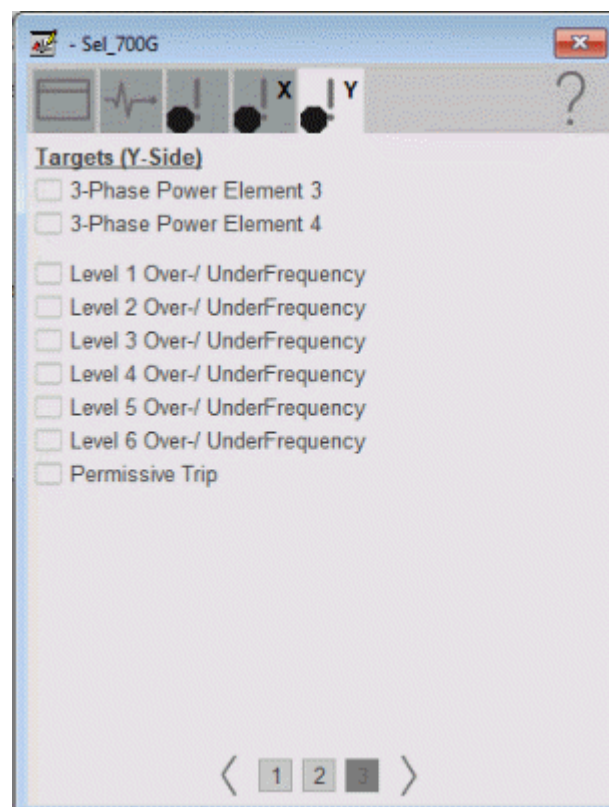 - Sel_700G
X
Y
?
Targets (Y-Side)
3-Phase Power Element 3
3-Phase Power Element 4
Level 1 Over-/ UnderFrequency
Level 2 Over-/ UnderFrequency
Level 3 Over-/ UnderFrequency
Level 4 Over-/ UnderFrequency
Level 5 Over-/ UnderFrequency
Level 6 Over-/ UnderFrequency
Permissive Trip
1 2 3